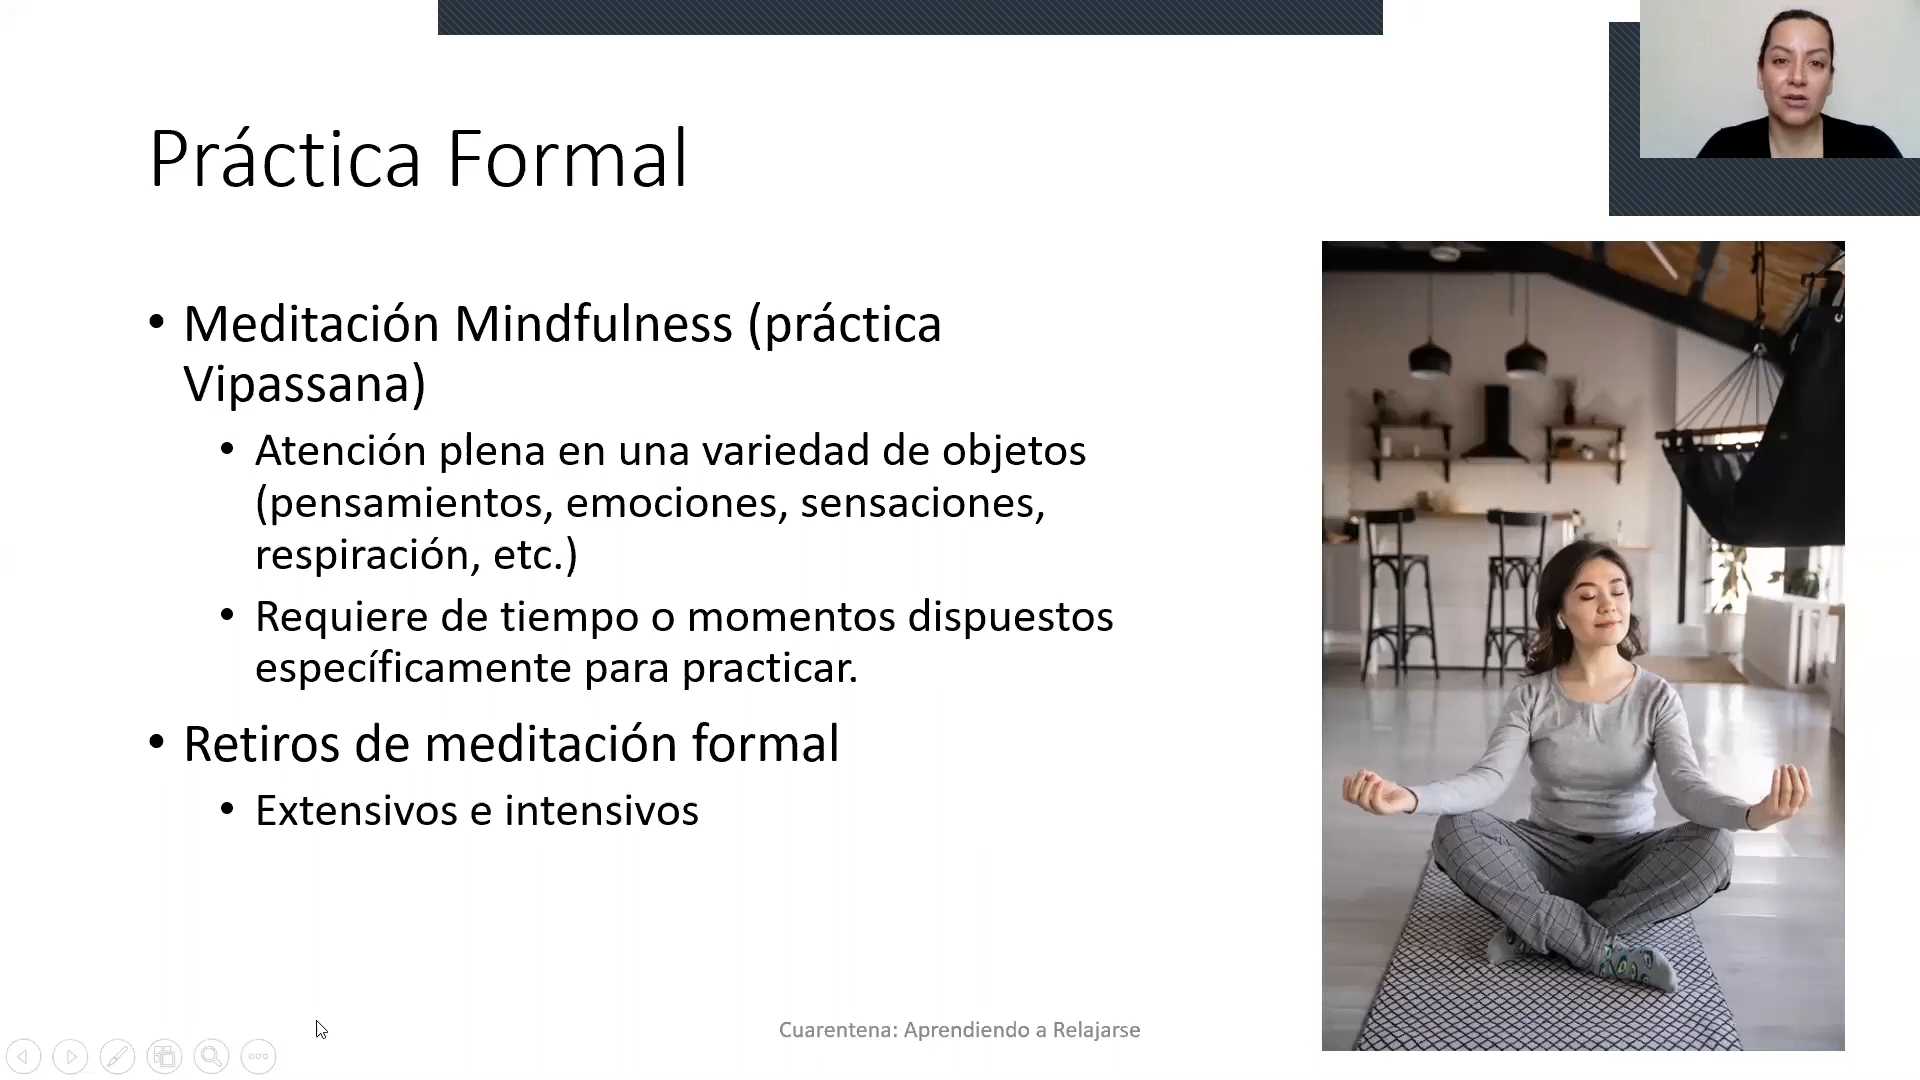 Práctica Formal
• Meditación Mindfulness (práctica
Vipassana)
• Atención plena en una variedad de objetos
(pensamientos, emociones, sensaciones,
respiración, etc.)
• Requiere de tiempo o momentos dispuestos
específicamente para practicar.
• Retiros de meditación formal
• Extensivos e intensivos
Cuarentena: Aprendiendo a Relajarse